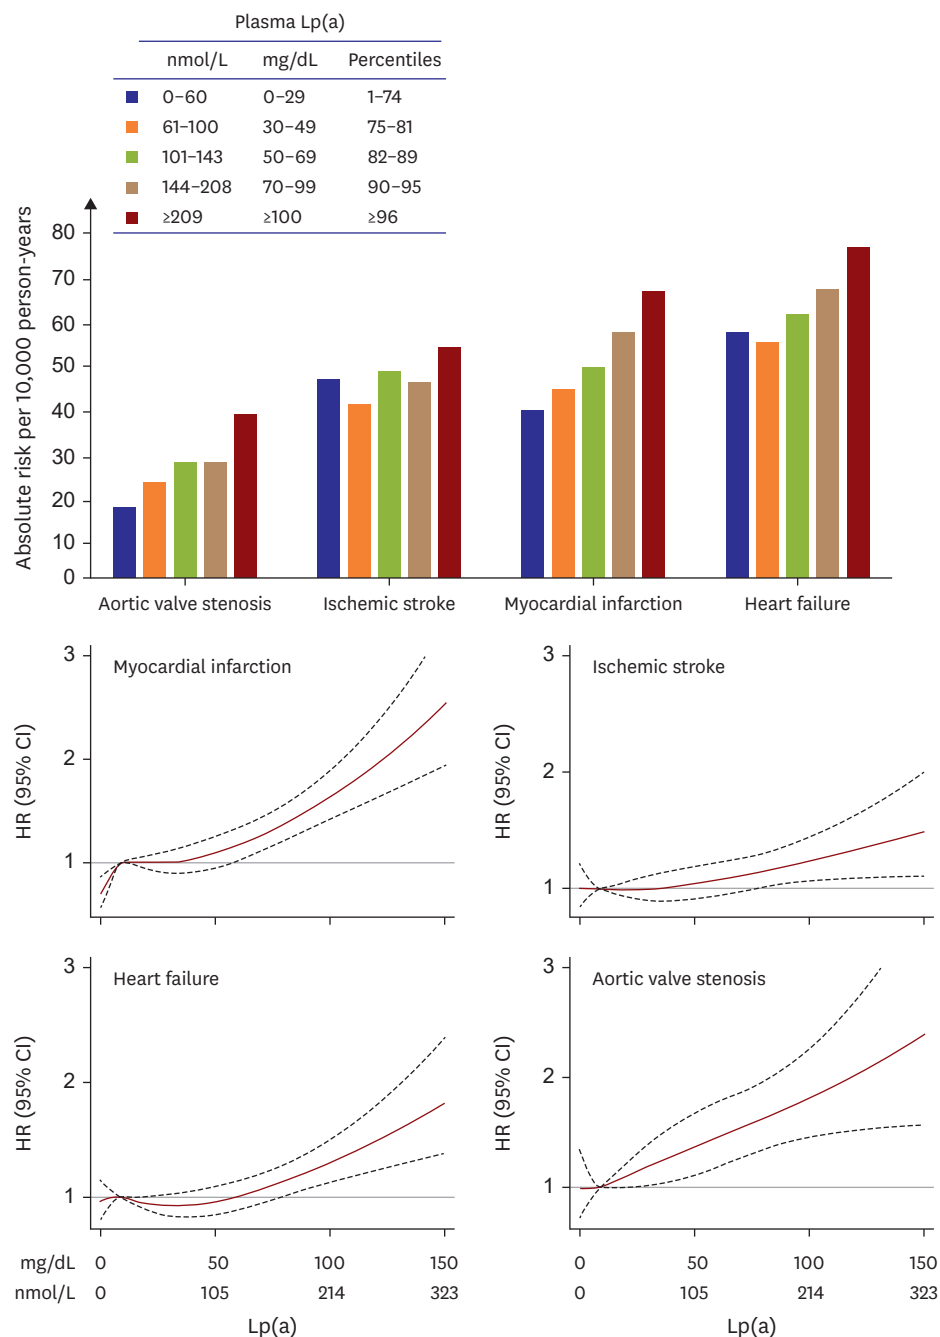 Plasma Lp(a)
nmol/L mg/dL Percentiles
0–60 0–29 1–74
61–100 30–49 75–81
101–143 50–69 82–89
144–208 70–99 90–95
≥209 ≥100 ≥96
Absolute risk per 10,000 person-years
80
70
60
50
40
30
20
10
0
Aortic valve stenosis Ischemic stroke Myocardial infarction Heart failure
Myocardial infarction
HR (95% CI)
3
2
1
Ischemic stroke
HR (95% CI)
3
2
1
Heart failure
HR (95% CI)
3
2
1
Aortic valve stenosis
HR (95% CI)
3
2
1
mg/dL 0 50 100 150 0 50 100 150
nmol/L 0 105 214 323 0 105 214 323
Lp(a) Lp(a)